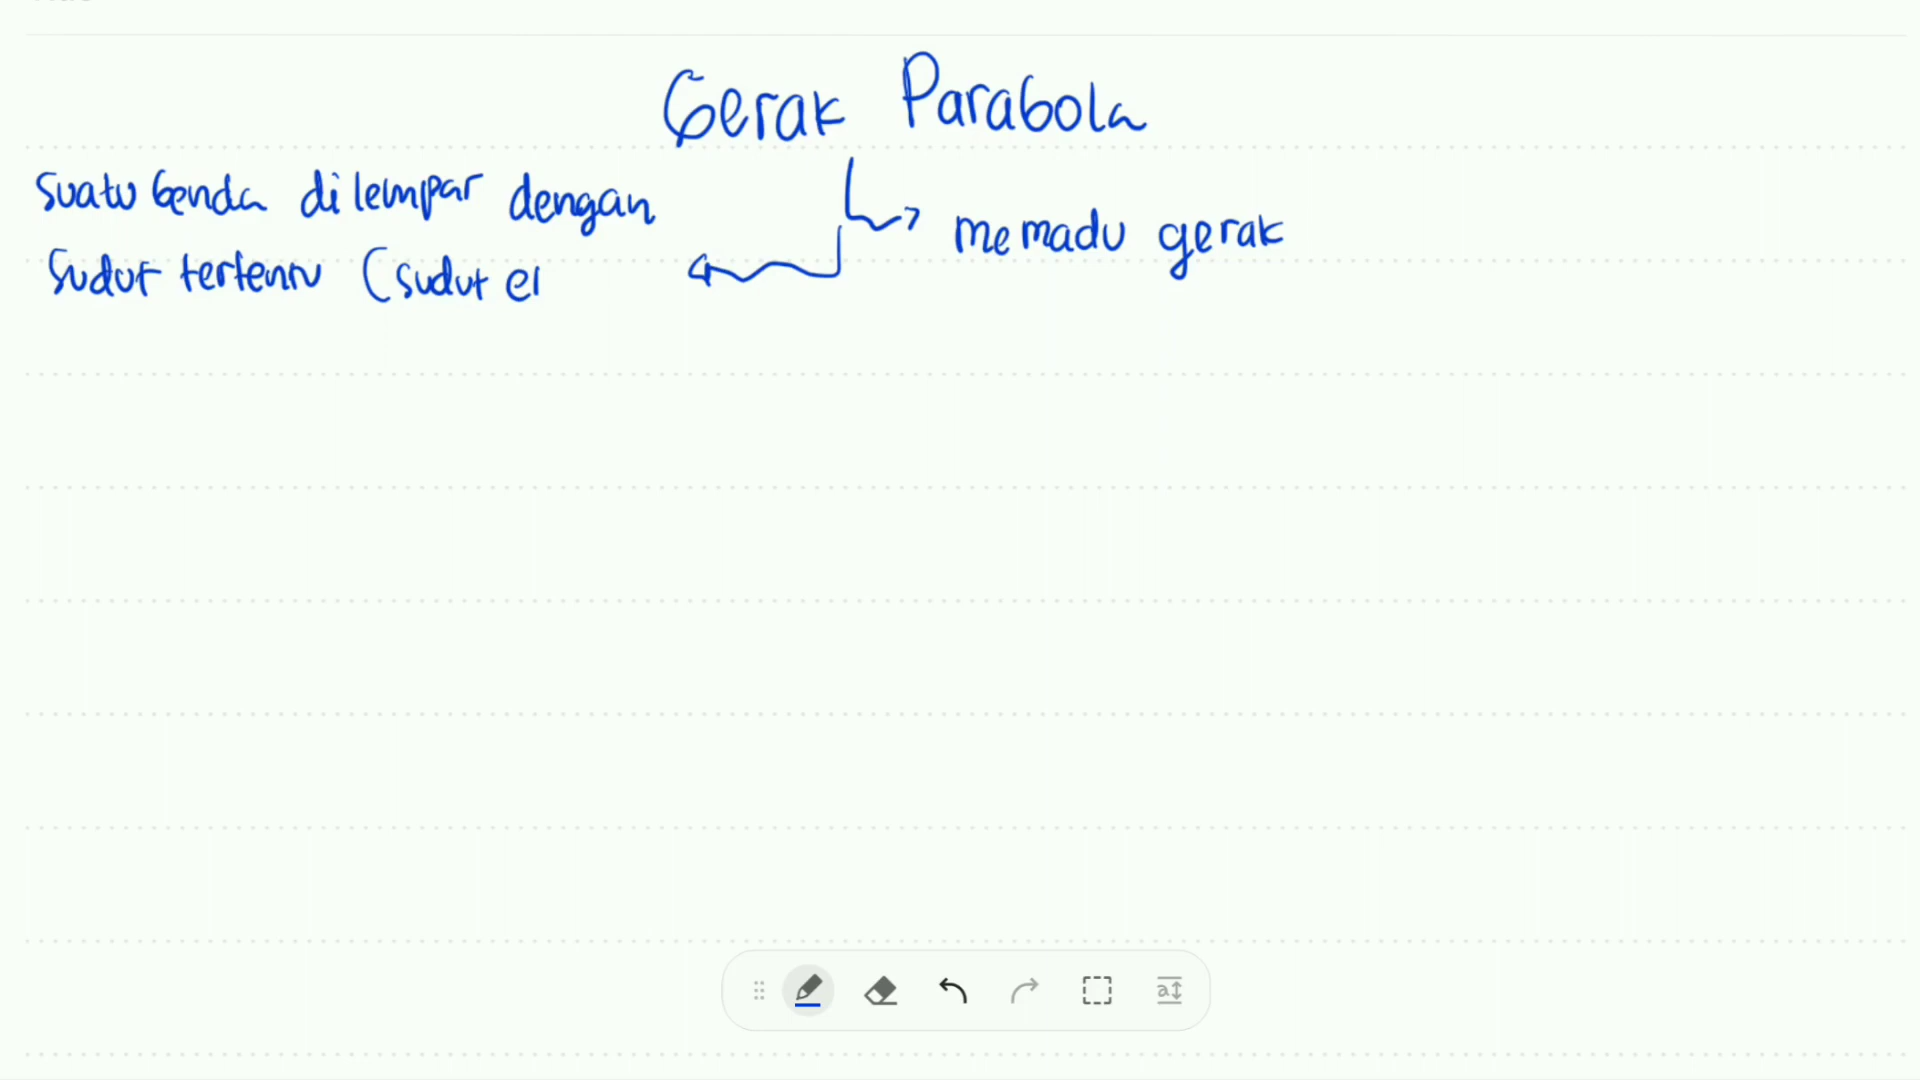 Gerak Parabola
suatu benda dilempar dengan
sudut tertentu (sudut el
memadu gerak